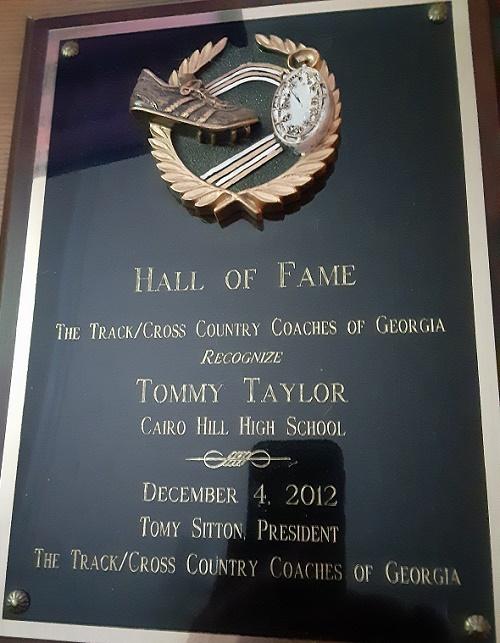 HALL OF FAME
THE TRACK/CROSS COUNTRY COACHES OF GEORGIA
RECOGNIZE
TOMMY TAYLOR
CAIRO HILL HIGH SCHOOL
DECEMBER 4, 2012
TOMY SITTON, PRESIDENT
THE TRACK/CROSS COUNTRY COACHES OF GEORGIA